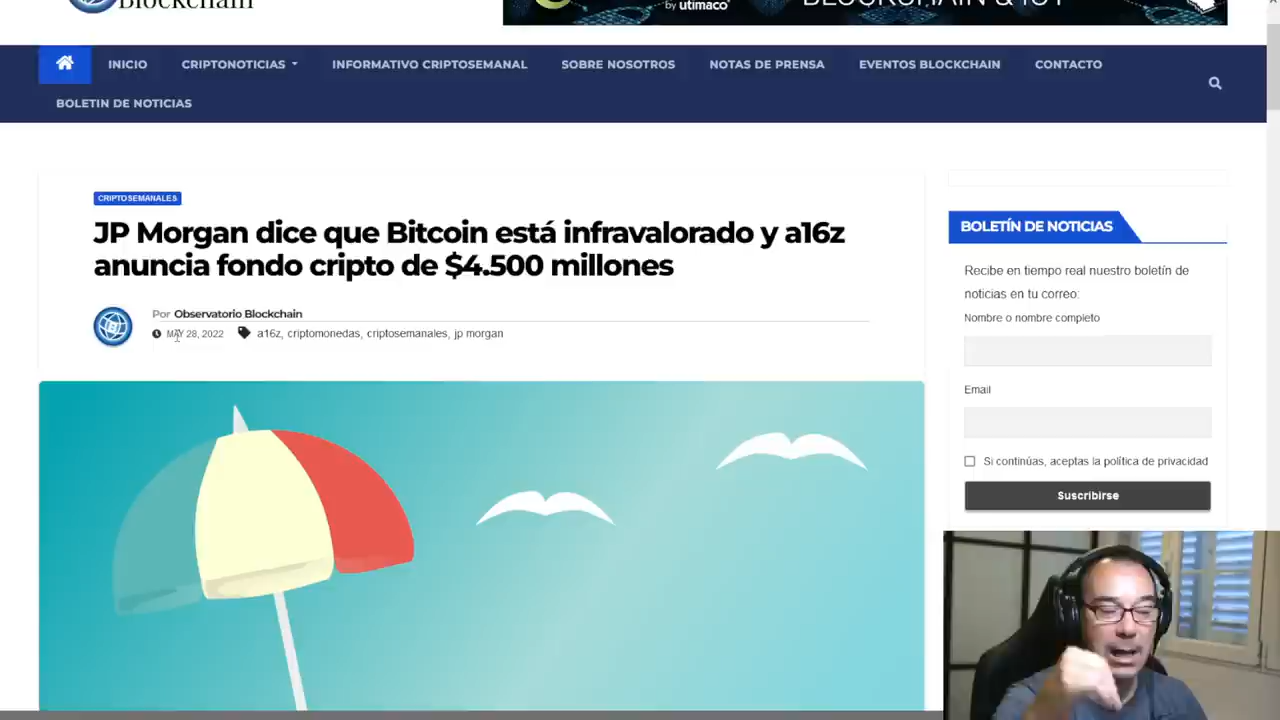 Blockchain
by utimaco
BLOCKCHAIN & IOT
INICIO
CRIPTONOTICIAS
INFORMATIVO CRIPTOSEMANAL
SOBRE NOSOTROS
NOTAS DE PRENSA
EVENTOS BLOCKCHAIN
CONTACTO
BOLETIN DE NOTICIAS
CRIPTOSEMANALES
JP Morgan dice que Bitcoin está infravalorado y a16z
anuncia fondo cripto de $4.500 millones
Por Observatorio Blockchain
MAY 28, 2022
a16z, criptomonedas, criptosemanales, jp morgan
BOLETÍN DE NOTICIAS
Recibe en tiempo real nuestro boletín de
noticias en tu correo:
Nombre o nombre completo
Email
Si continúas, aceptas la política de privacidad
Suscribirse